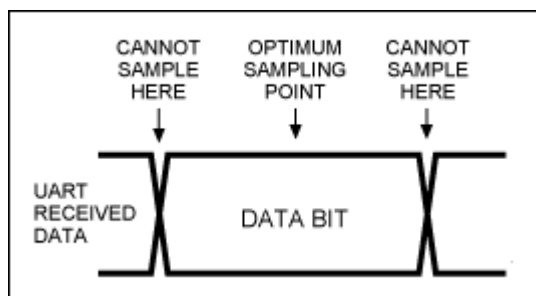 CANNOT
SAMPLE
HERE
OPTIMUM
SAMPLING
POINT
CANNOT
SAMPLE
HERE
UART
RECEIVED
DATA
DATA BIT